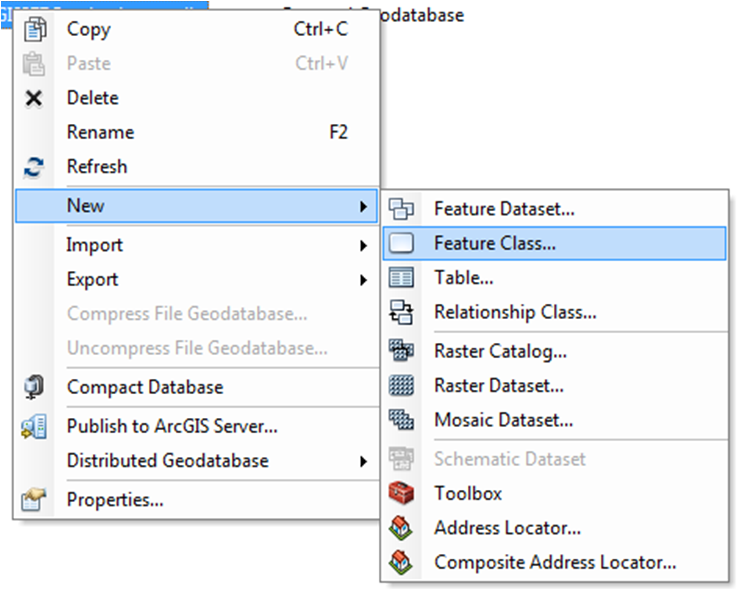 Geodatabase
Copy Ctrl+C
Paste Ctrl+V
Delete
Rename F2
Refresh
New
Import
Export
Compress File Geodatabase...
Uncompress File Geodatabase...
Compact Database
Publish to ArcGIS Server...
Distributed Geodatabase
Properties...
Feature Dataset...
Feature Class...
Table...
Relationship Class...
Raster Catalog...
Raster Dataset...
Mosaic Dataset...
Schematic Dataset
Toolbox
Address Locator...
Composite Address Locator...